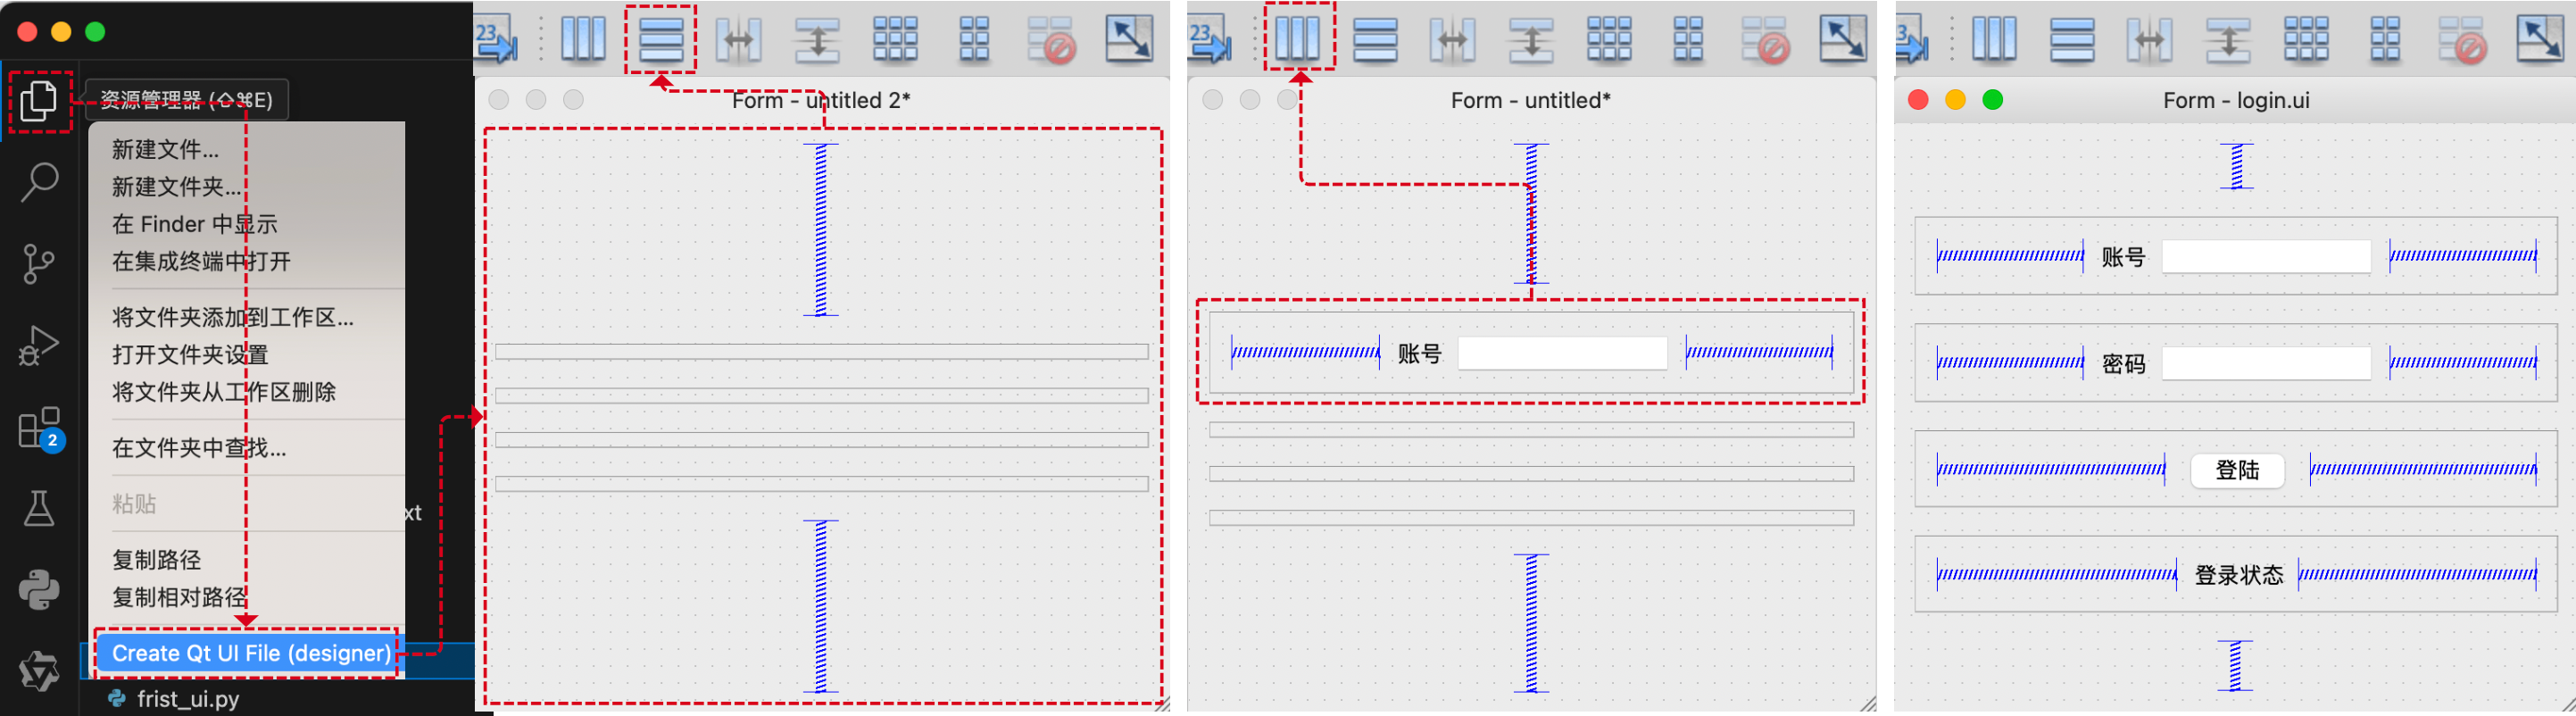 资源管理器 (⇧⌘E)
新建文件...
新建文件夹...
在 Finder 中显示
在集成终端中打开
将文件夹添加到工作区...
打开文件夹设置
将文件夹从工作区删除
在文件夹中查找...
粘贴
xt
复制路径
复制相对路径
Create Qt UI File (designer)
frist_ui.py
2
23
Form - untitled 2*
23
Form - untitled*
账号
3
Form - login.ui
账号
密码
登陆
登录状态